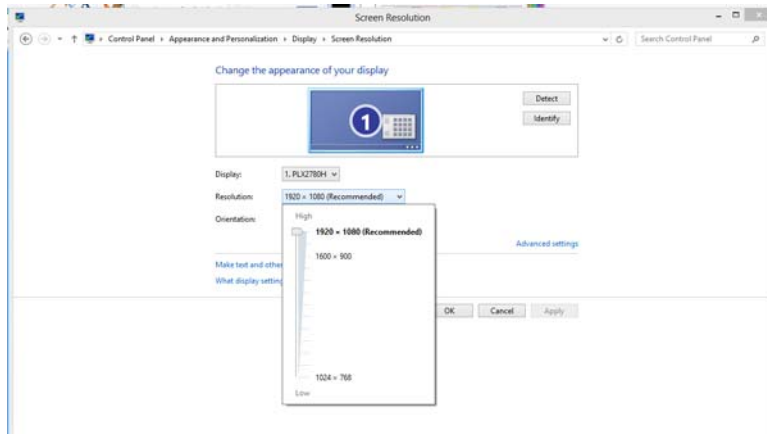 Screen Resolution
Control Panel Appearance and Personalization Display Screen Resolution
Search Control Panel
Change the appearance of your display
1
Detect
Identify
Display: 1. PLX2780H
Resolution: 1920 × 1080 (Recommended)
Orientation:
High
1920 × 1080 (Recommended)
Advanced settings
1600 × 900
Make text and other
What display setting
OK Cancel Apply
1024 × 768
Low